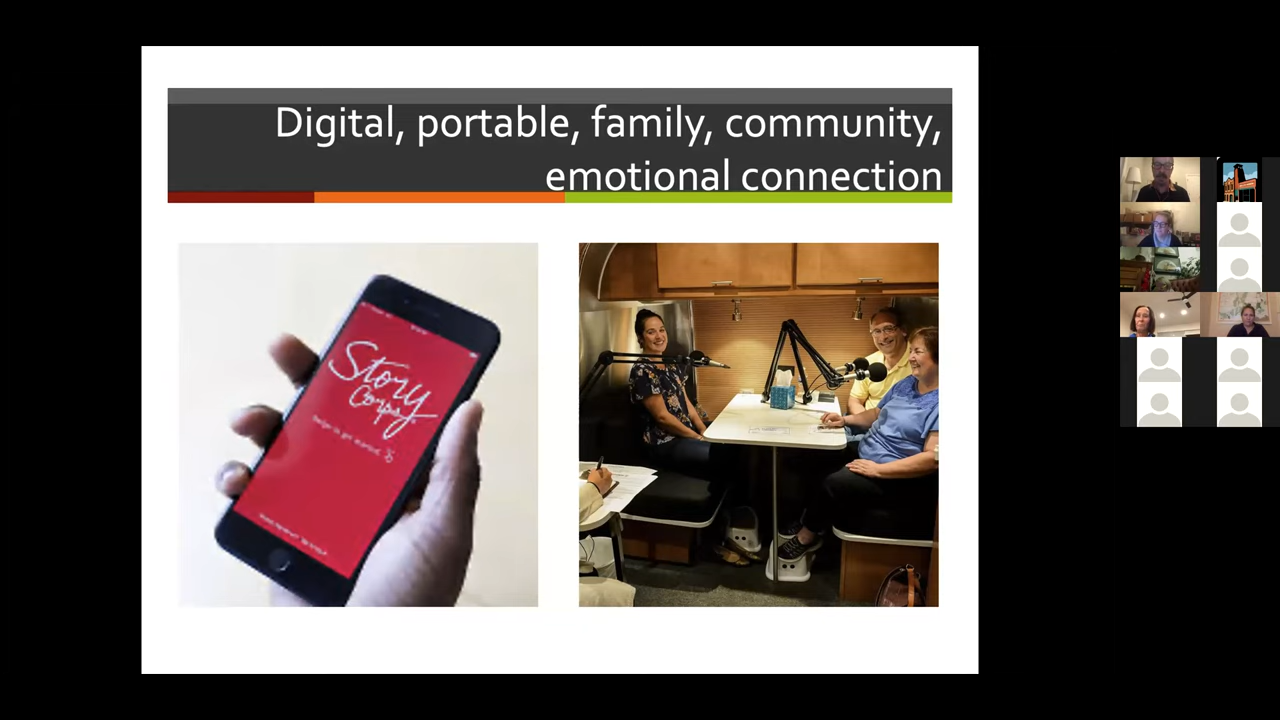 Digital, portable, family, community,
emotional connection
Story
Corps